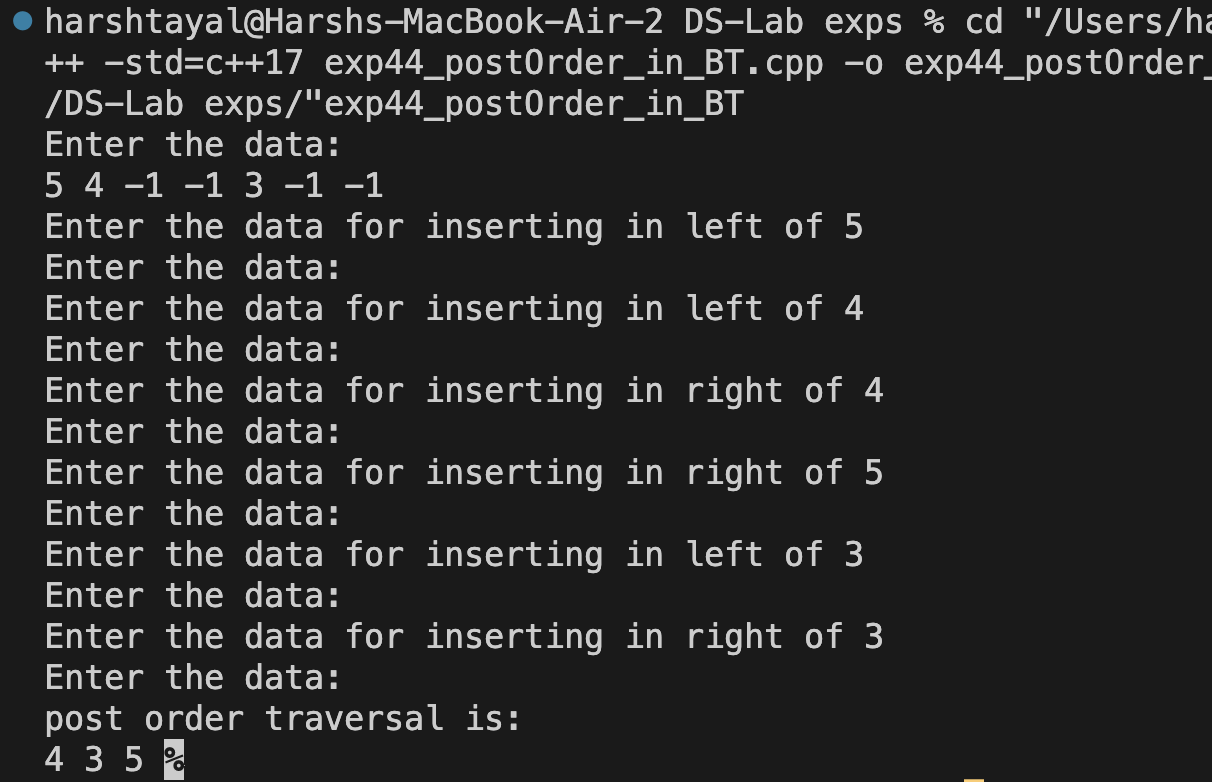 harshtayal@Harshs-MacBook-Air-2 DS-Lab exps % cd "/Users/ha
++ -std=c++17 exp44_postOrder_in_BT.cpp -o exp44_postOrder_
/DS-Lab exps/"exp44_postOrder_in_BT
Enter the data:
5 4 -1 -1 3 -1 -1
Enter the data for inserting in left of 5
Enter the data:
Enter the data for inserting in left of 4
Enter the data:
Enter the data for inserting in right of 4
Enter the data:
Enter the data for inserting in right of 5
Enter the data:
Enter the data for inserting in left of 3
Enter the data:
Enter the data for inserting in right of 3
Enter the data:
post order traversal is:
4 3 5 %